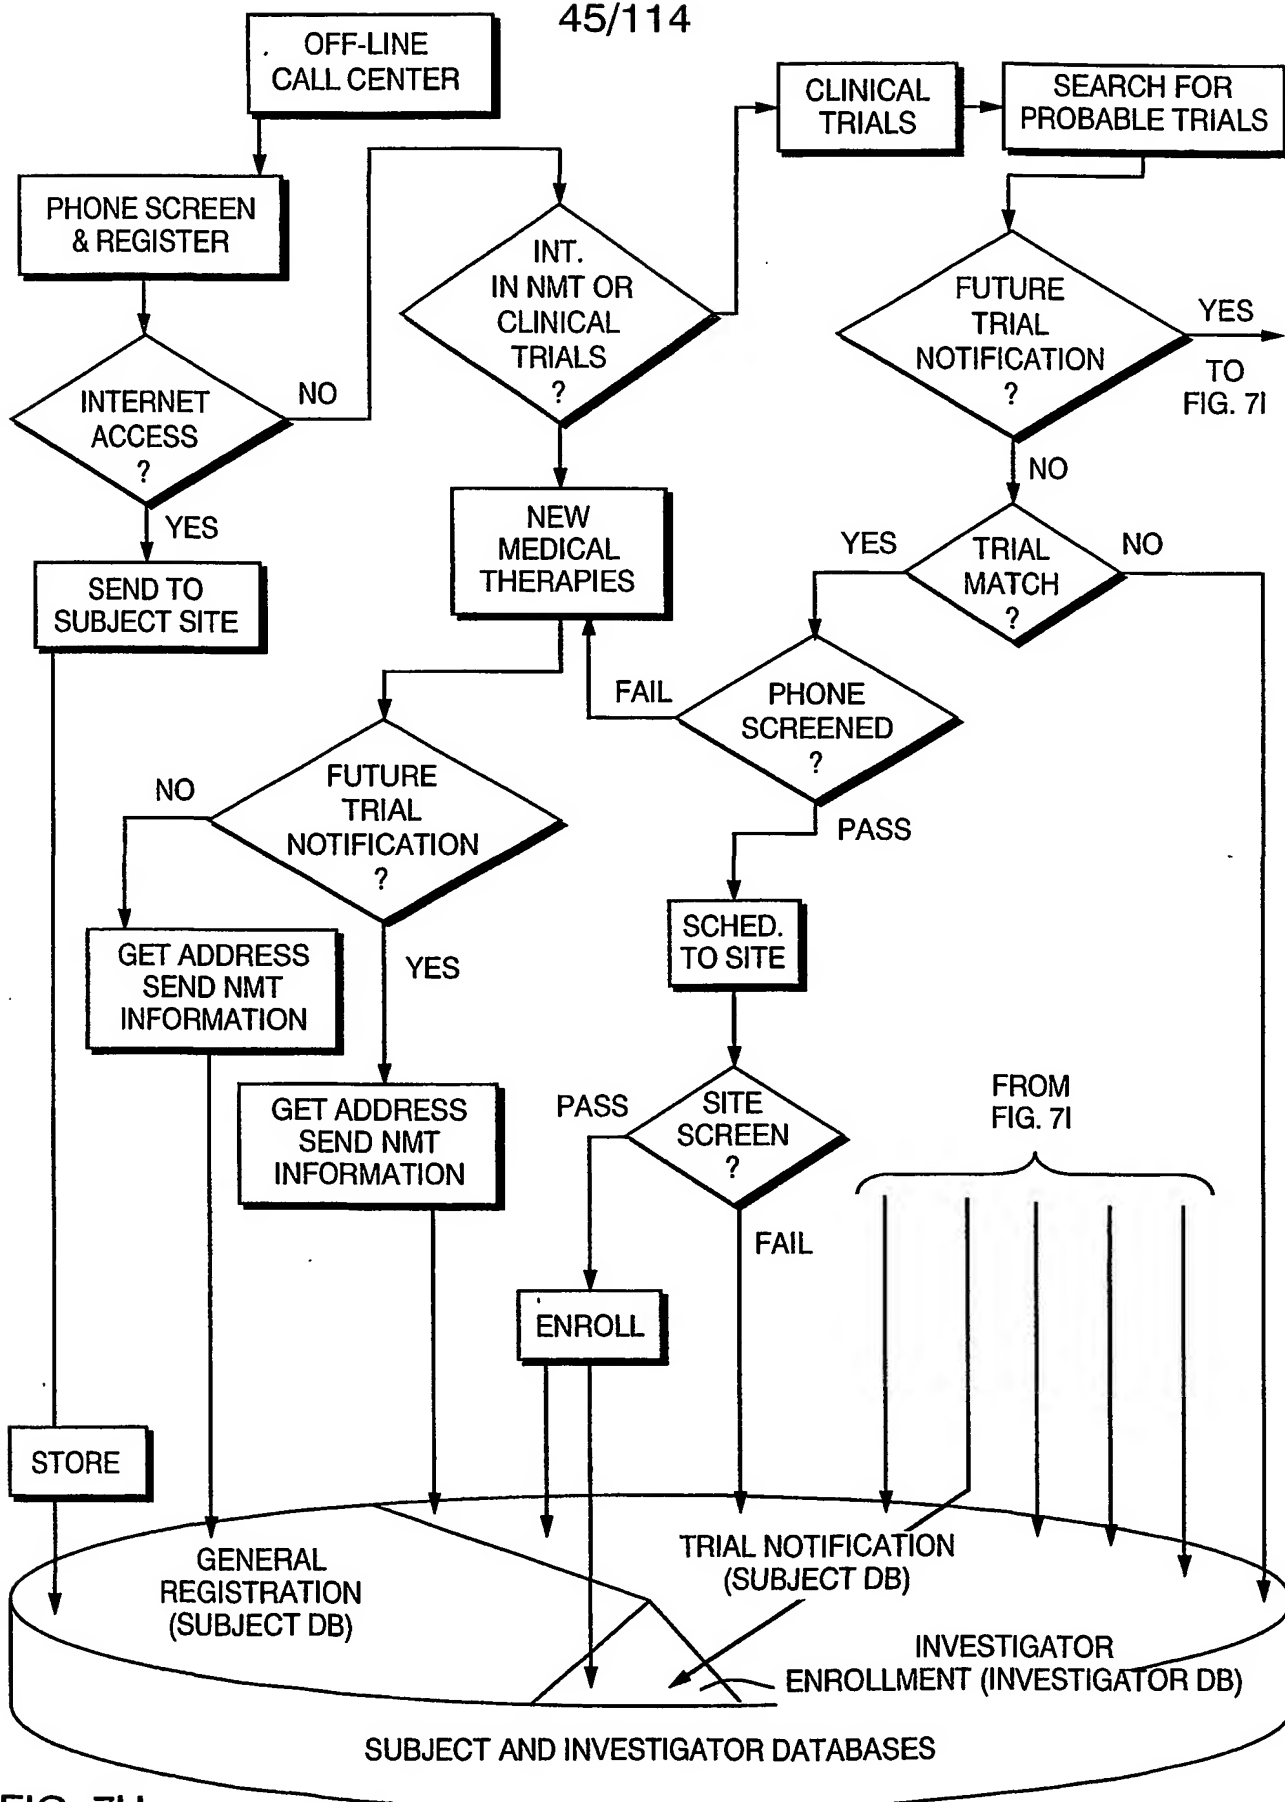 45/114
OFF-LINE
CALL CENTER
CLINICAL
TRIALS
SEARCH FOR
PROBABLE TRIALS
PHONE SCREEN
& REGISTER
INT.
IN NMT OR
CLINICAL
TRIALS
?
FUTURE
TRIAL
NOTIFICATION
?
YES
TO
FIG. 7I
INTERNET
ACCESS
?
NO
YES
NO
NEW
MEDICAL
THERAPIES
YES
TRIAL
MATCH
?
NO
SEND TO
SUBJECT SITE
FAIL
PHONE
SCREENED
?
PASS
NO
FUTURE
TRIAL
NOTIFICATION
?
YES
SCHED.
TO SITE
GET ADDRESS
SEND NMT
INFORMATION
GET ADDRESS
SEND NMT
INFORMATION
PASS
SITE
SCREEN
?
FAIL
FROM
FIG. 7I
ENROLL
STORE
GENERAL
REGISTRATION
(SUBJECT DB)
TRIAL NOTIFICATION
(SUBJECT DB)
INVESTIGATOR
ENROLLMENT (INVESTIGATOR DB)
SUBJECT AND INVESTIGATOR DATABASES